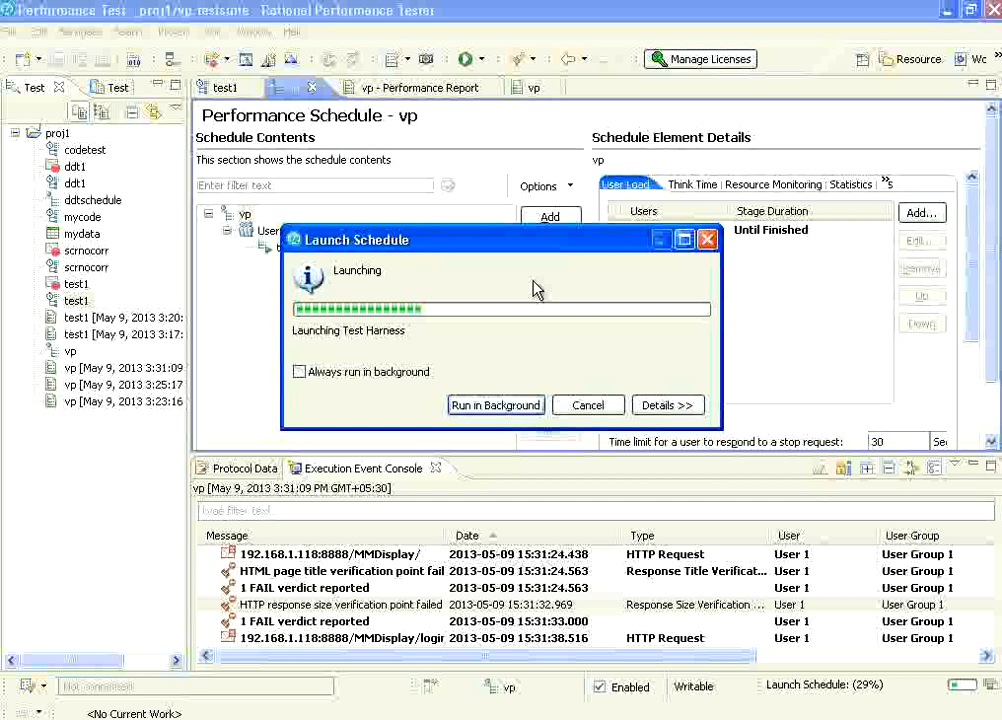 Performance Test - proj1/vp.testsuite - Rational Performance Tester
Manage Licenses
Resource
Wc
Test
Test
test1
vp - Performance Report
vp
proj1
codetest
ddt1
ddt1
ddtschedule
mycode
mydata
scrnocorr
scrnocorr
test1
test1
test1 [May 9, 2013 3:20:
test1 [May 9, 2013 3:17:
vp
vp [May 9, 2013 3:31:09
vp [May 9, 2013 3:25:17
vp [May 9, 2013 3:23:16
Performance Schedule - vp
Schedule Contents
This section shows the schedule contents
Enter filter text
Options
vp
User
Add
Schedule Element Details
vp
User Load Think Time Resource Monitoring Statistics »5
Users Stage Duration
Until Finished
Add...
Edit...
Remove
Up
Down
Time limit for a user to respond to a stop request: 30 Sec
Launch Schedule
Launching
Launching Test Harness
Always run in background
Run in Background Cancel Details >>
Protocol Data Execution Event Console
vp [May 9, 2013 3:31:09 PM GMT+05:30]
Type filter text
Message Date Type User User Group
192.168.1.118:8888/MMDisplay/ 2013-05-09 15:31:24.438 HTTP Request User 1 User Group 1
HTML page title verification point fail 2013-05-09 15:31:24.563 Response Title Verificat... User 1 User Group 1
1 FAIL verdict reported 2013-05-09 15:31:24.563 User 1 User Group 1
HTTP response size verification point failed 2013-05-09 15:31:32.969 Response Size Verification ... User 1 User Group 1
1 FAIL verdict reported 2013-05-09 15:31:33.000 User 1 User Group 1
192.168.1.118:8888/MMDisplay/login 2013-05-09 15:31:38.516 HTTP Request User 1 User Group 1
Not connected
vp
Enabled
Writable
Launch Schedule: (29%)
<No Current Work>